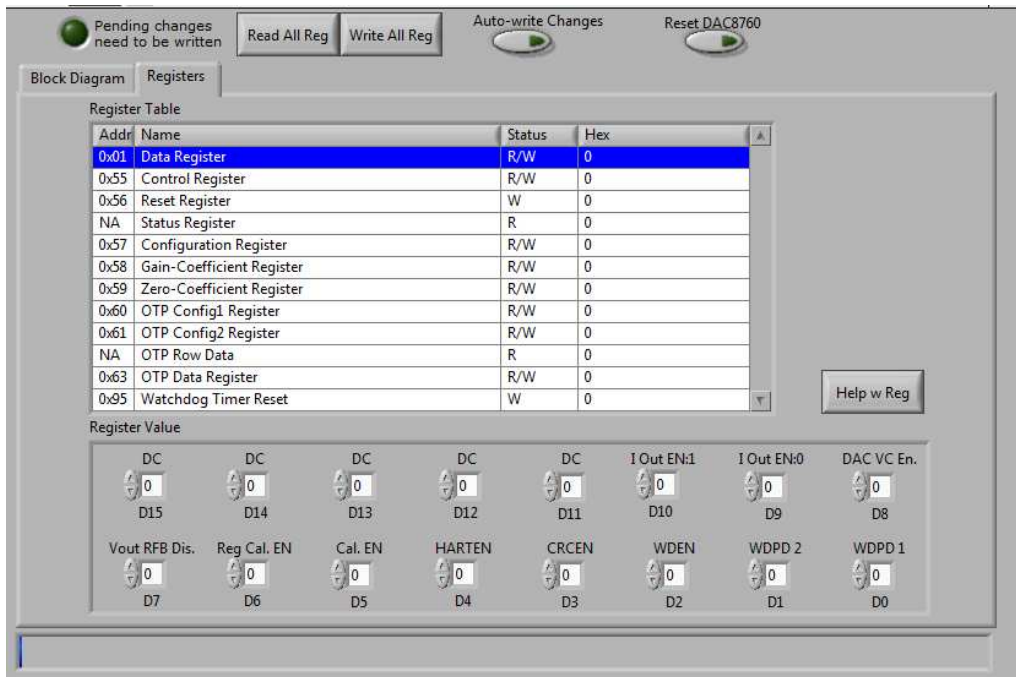 Pending changes need to be written
Read All Reg
Write All Reg
Auto-write Changes
Reset DAC8760
Block Diagram
Registers
Register Table
Addr Name Status Hex
0x01 Data Register R/W 0
0x55 Control Register R/W 0
0x56 Reset Register W 0
NA Status Register R 0
0x57 Configuration Register R/W 0
0x58 Gain-Coefficient Register R/W 0
0x59 Zero-Coefficient Register R/W 0
0x60 OTP Config1 Register R/W 0
0x61 OTP Config2 Register R/W 0
NA OTP Row Data R 0
0x63 OTP Data Register R/W 0
0x95 Watchdog Timer Reset W 0
Help w Reg
Register Value
DC DC DC DC DC I Out EN:1 I Out EN:0 DAC VC En.
0 0 0 0 0 0 0 0
D15 D14 D13 D12 D11 D10 D9 D8
Vout RFB Dis. Reg Cal. EN Cal. EN HARTEN CRCEN WDEN WDPD 2 WDPD 1
0 0 0 0 0 0 0 0
D7 D6 D5 D4 D3 D2 D1 D0